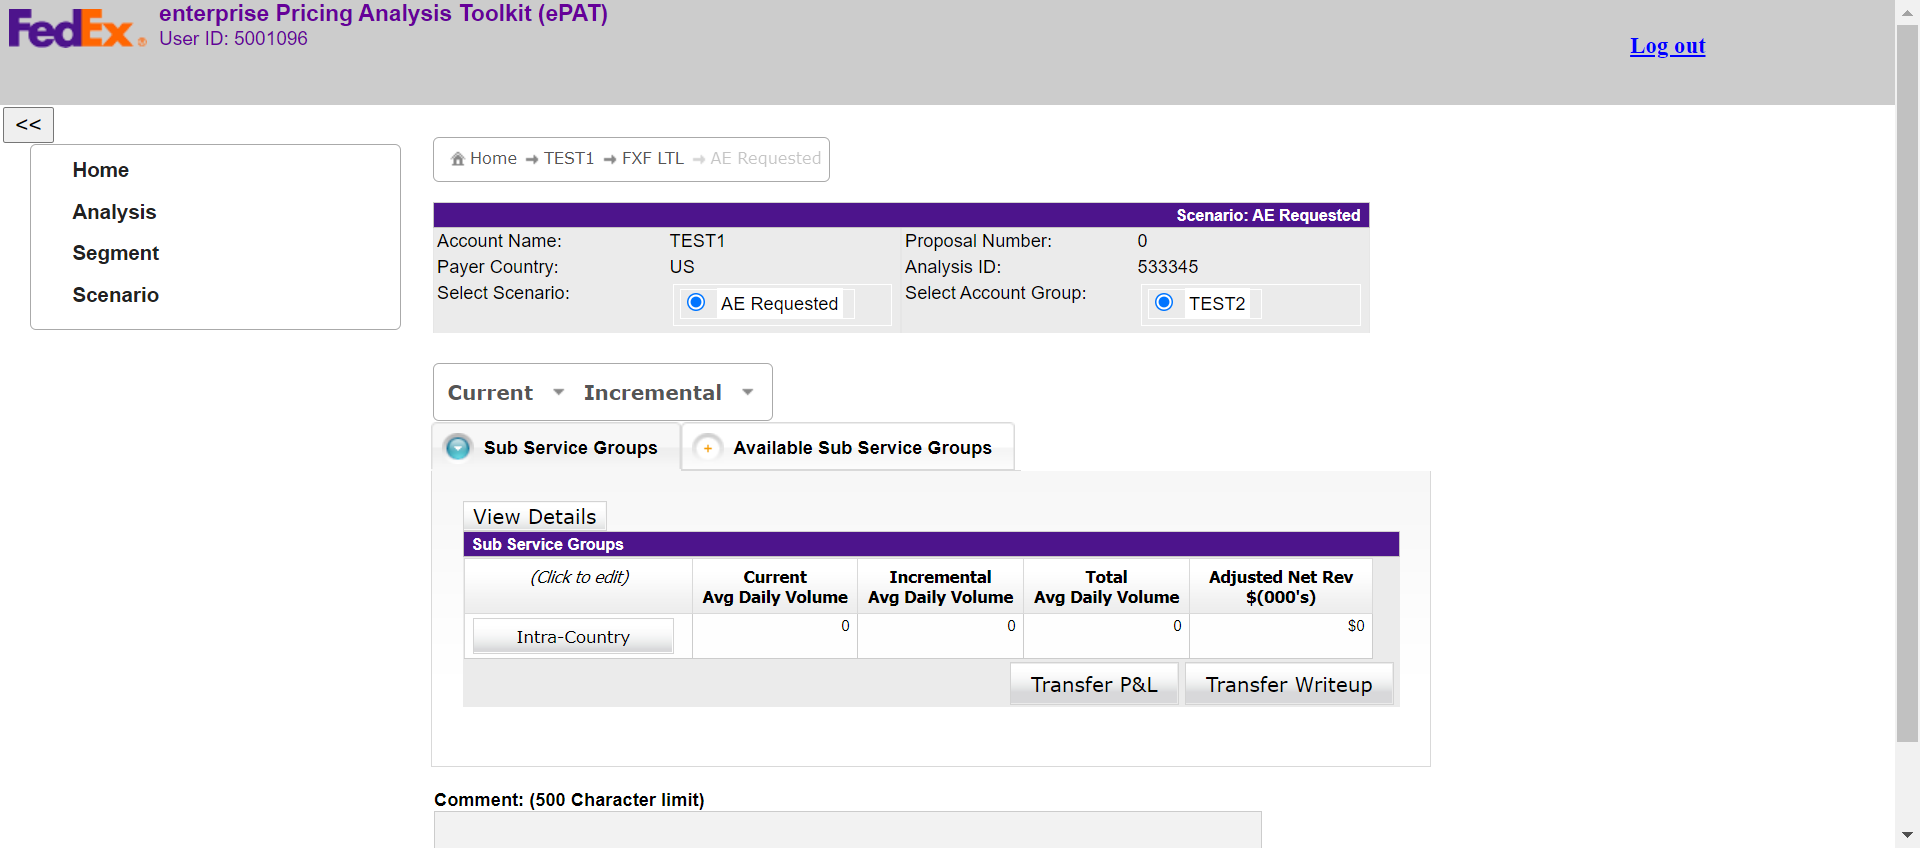 FedEx®
enterprise Pricing Analysis Toolkit (ePAT)
User ID: 5001096
Log out
<<
Home
Analysis
Segment
Scenario
Home TEST1 FXF LTL AE Requested
Scenario: AE Requested
Account Name: TEST1 Proposal Number: 0
Payer Country: US Analysis ID: 533345
Select Scenario: AE Requested Select Account Group: TEST2
Current Incremental
Sub Service Groups Available Sub Service Groups
View Details
Sub Service Groups
(Click to edit) Current Incremental Total Adjusted Net Rev
Avg Daily Volume Avg Daily Volume Avg Daily Volume $(000's)
Intra-Country 0 0 0 $0
Transfer P&L Transfer Writeup
Comment: (500 Character limit)